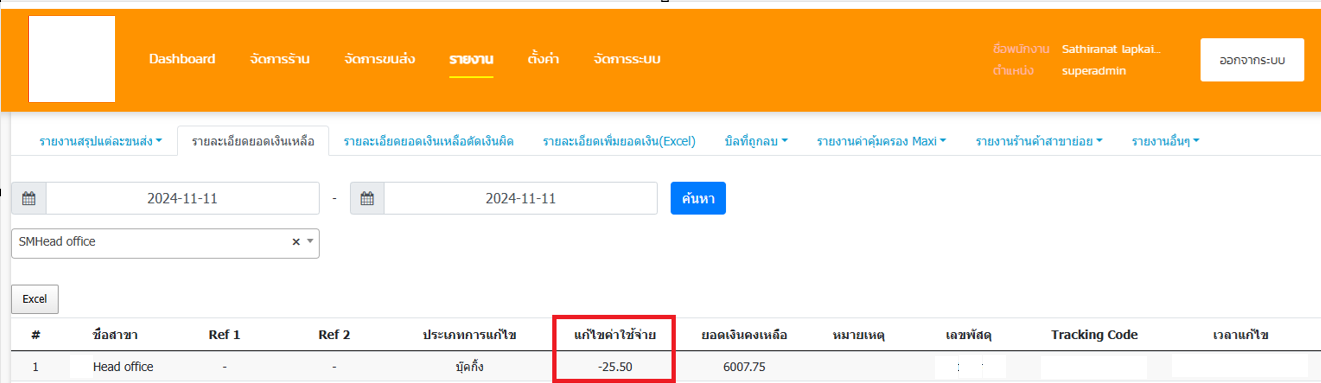 Dashboard จัดการร้าน จัดการขนส่ง รายงาน ตั้งค่า จัดการระบบ
ชื่อพนักงาน Sathiranat lapkai...
ตำแหน่ง superadmin
ออกจากระบบ
รายงานสรุปแต่ละขนส่ง รายละเอียดยอดเงินเหลือ รายละเอียดยอดเงินเหลือตัดเงินผิด รายละเอียดเพิ่มยอดเงิน(Excel) บิลที่ถูกลบ รายงานค่าคุ้มครอง Maxi รายงานร้านค้าสาขาย่อย รายงานอื่นๆ
2024-11-11 - 2024-11-11 ค้นหา
SMHead office ×
Excel
# ชื่อสาขา Ref 1 Ref 2 ประเภทการแก้ไข แก้ไขค่าใช้จ่าย ยอดเงินคงเหลือ หมายเหตุ เลขพัสดุ Tracking Code เวลาแก้ไข
1 Head office - - บุ๊คกิ้ง -25.50 6007.75